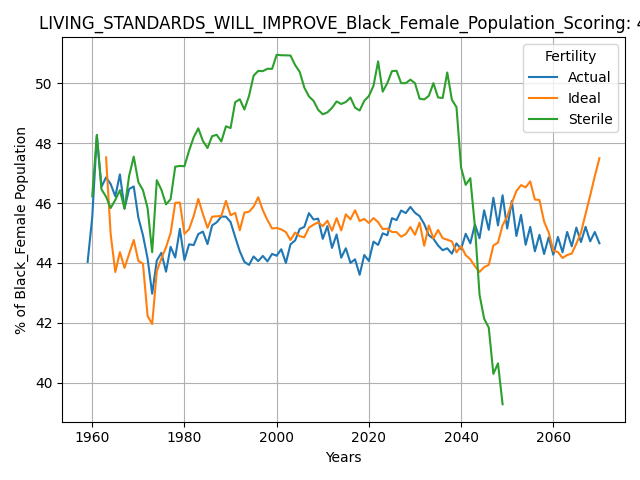 LIVING_STANDARDS_WILL_IMPROVE_Black_Female_Population_Scoring: 4
Fertility
Actual
Ideal
Sterile
% of Black_Female Population
50
48
46
44
42
40
1960 1980 2000 2020 2040 2060
Years